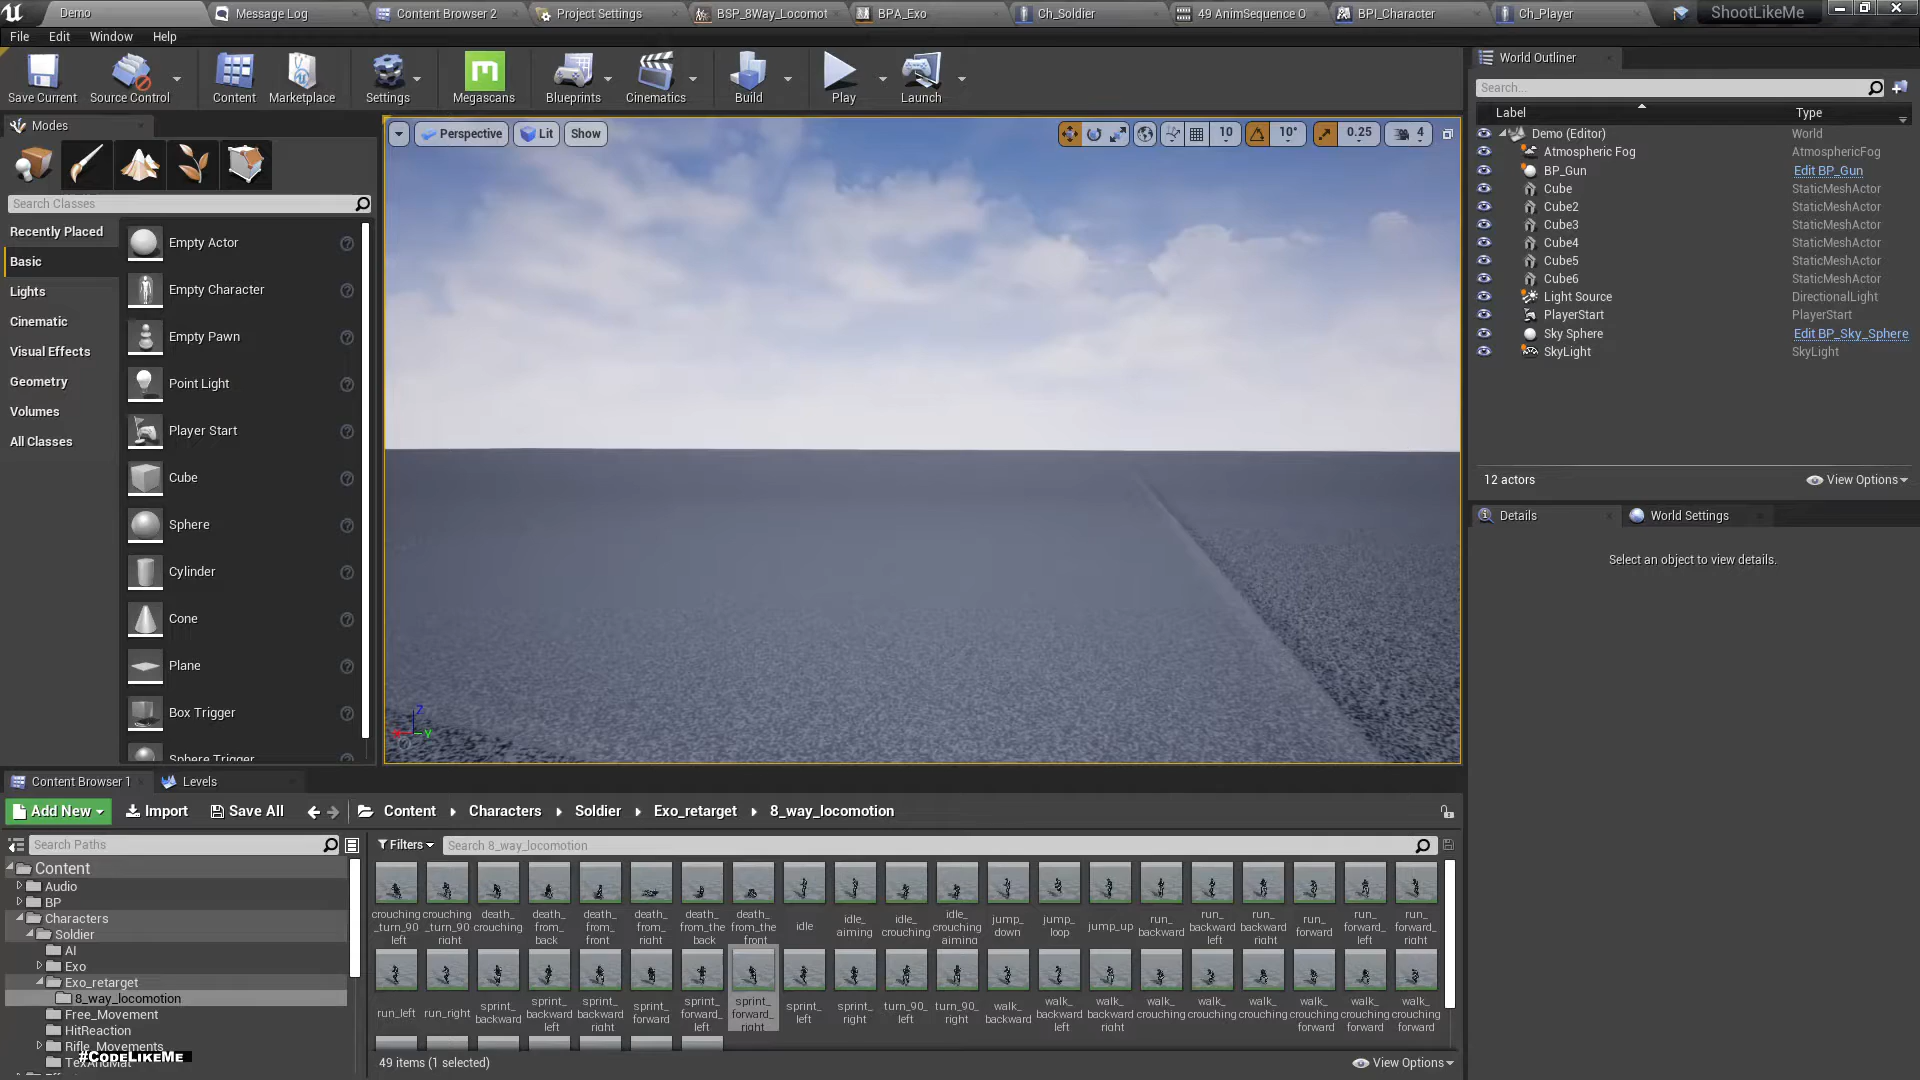 Demo
Message Log
Content Browser 2
Project Settings
BSP_8Way_Locomot
BPA_Exo
Ch_Soldier
49 AnimSequence O
BPI_Character
Ch_Player
ShootLikeMe
File Edit Window Help
Save Current
Source Control
Content
Marketplace
Settings
Megascans
Blueprints
Cinematics
Build
Play
Launch
World Outliner
Search...
Label Type
Demo (Editor) World
Atmospheric Fog AtmosphericFog
BP_Gun Edit BP_Gun
Cube StaticMeshActor
Cube2 StaticMeshActor
Cube3 StaticMeshActor
Cube4 StaticMeshActor
Cube5 StaticMeshActor
Cube6 StaticMeshActor
Light Source DirectionalLight
PlayerStart PlayerStart
Sky Sphere Edit BP_Sky_Sphere
SkyLight SkyLight
12 actors
View Options
Details
World Settings
Select an object to view details.
Modes
Search Classes
Recently Placed
Basic
Lights
Cinematic
Visual Effects
Geometry
Volumes
All Classes
Empty Actor
Empty Character
Empty Pawn
Point Light
Player Start
Cube
Sphere
Cylinder
Cone
Plane
Box Trigger
Sphere Trigger
Perspective
Lit
Show
10
10°
0.25
4
Z
Y
Content Browser 1
Levels
Add New
Import
Save All
Content
Characters
Soldier
Exo_retarget
8_way_locomotion
Search Paths
Filters
Search 8_way_locomotion
Content
Audio
BP
Characters
Soldier
AI
Exo
Exo_retarget
8_way_locomotion
Free_Movement
HitReaction
Rifle_Movements
TexAndMat
#CodeLikeMe
crouching_turn_90_left
crouching_turn_90_right
death_crouching
death_from_back
death_from_front
death_from_right
death_from_the back
death_from_the front
idle
idle_aiming
idle_crouching
idle_crouching_aiming
jump_down
jump_loop
jump_up
run_backward
run_backward_left
run_backward_right
run_forward
run_forward_left
run_forward_right
run_left
run_right
sprint_backward
sprint_backward_left
sprint_backward_right
sprint_forward
sprint_forward_left
sprint_forward_right
sprint_left
sprint_right
turn_90_left
turn_90_right
walk_backward
walk_backward_left
walk_backward_right
walk_crouching
walk_crouching
walk_crouching
walk_crouching_forward
walk_crouching_forward
walk_crouching_forward
49 items (1 selected)
View Options